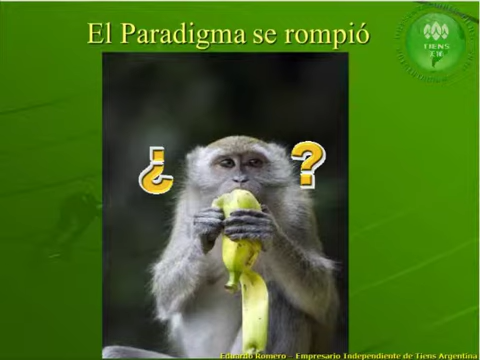 El Paradigma se rompió
TIENS
¿ ?
Eduardo Romero - Empresario Independiente de Tiens Argentina